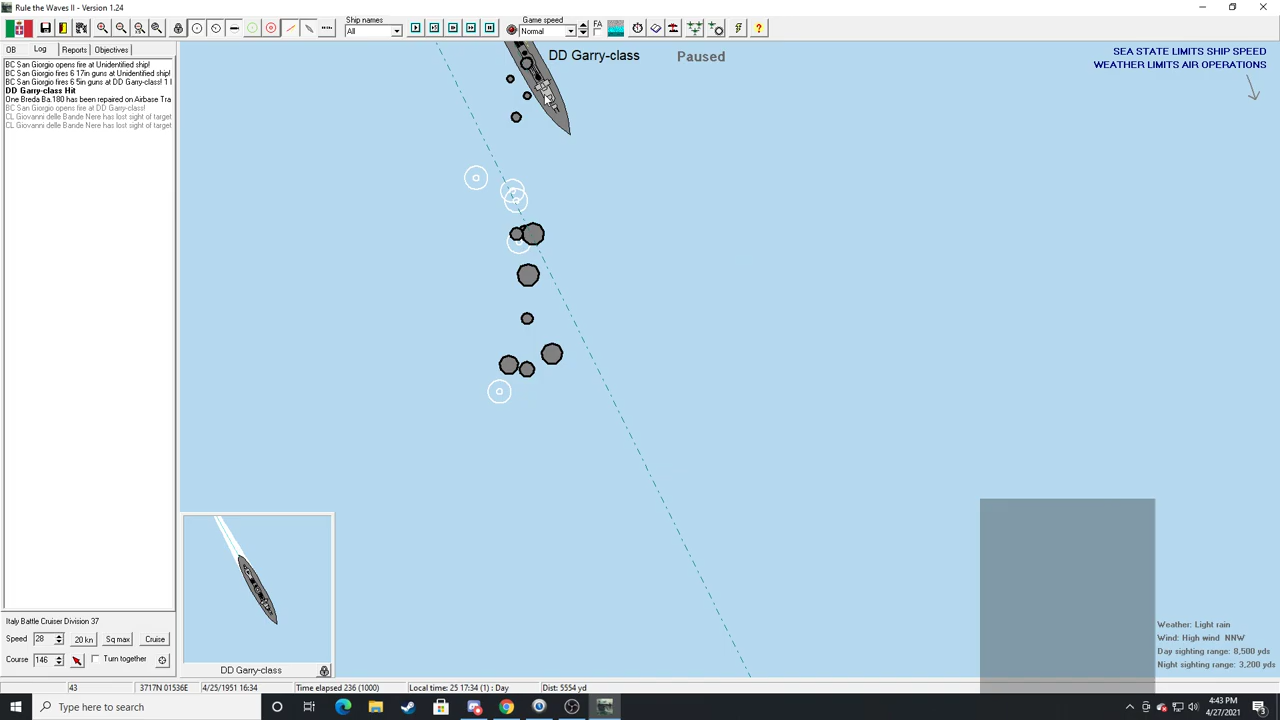 Rule the Waves II - Version 1.24
Ship names
All
Game speed
Normal
FA
OB
Log
Reports
Objectives
BC San Giorgio opens fire at Unidentified ship!
BC San Giorgio fires 6 17in guns at Unidentified ship!
BC San Giorgio fires 6 5in guns at DD Garry-class! 1 l
DD Garry-class Hit
One Breda Ba.180 has been repaired on Airbase Tra
BC San Giorgio opens fire at DD Garry-class!
CL Giovanni delle Bande Nere has lost sight of target
CL Giovanni delle Bande Nere has lost sight of target
DD Garry-class
Paused
SEA STATE LIMITS SHIP SPEED
WEATHER LIMITS AIR OPERATIONS
Italy Battle Cruiser Division 37
Speed 28 20 kn Sq max Cruise
Course 146 Turn together
DD Garry-class
Weather: Light rain
Wind: High wind NNW
Day sighting range: 8,500 yds
Night sighting range: 3,200 yds
43 3717N 01536E 4/25/1951 16:34 Time elapsed 236 (1000) Local time: 25 17:34 (1) : Day Dist: 5554 yd
Type here to search
4:43 PM
4/27/2021